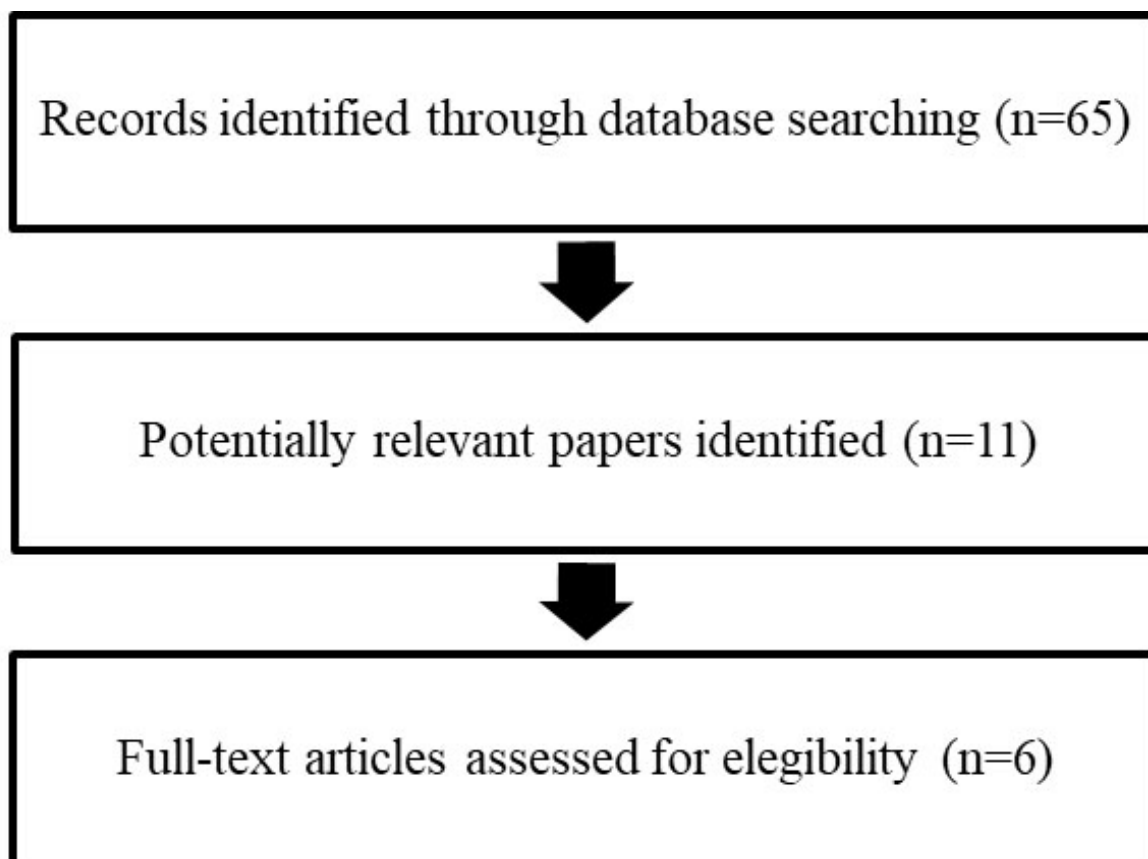 Records identified through database searching (n=65)
Potentially relevant papers identified (n=11)
Full-text articles assessed for elegibility (n=6)